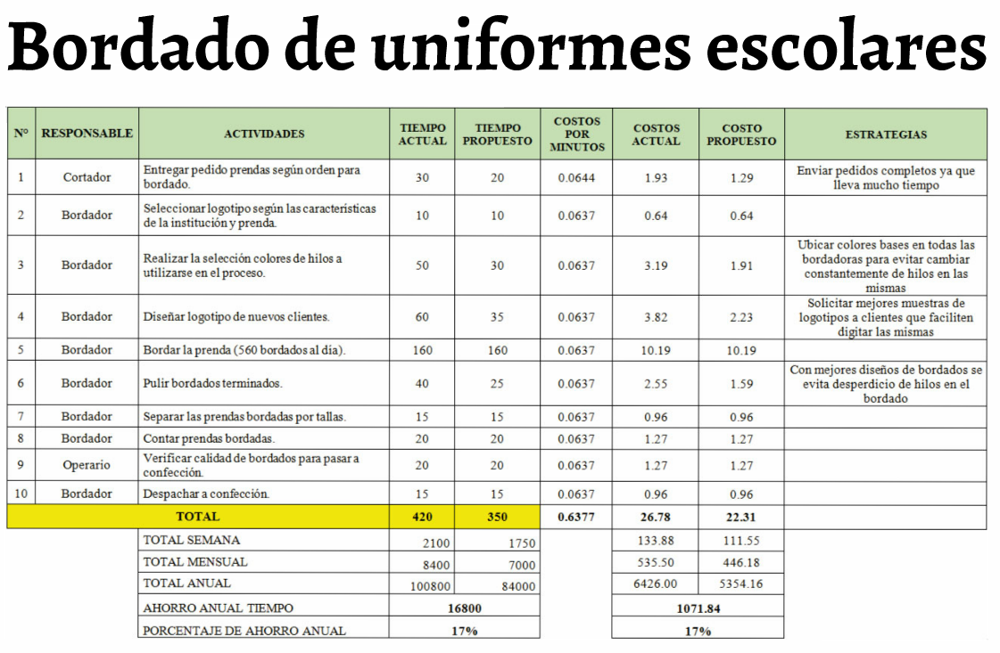 Bordado de uniformes escolares
N° RESPONSABLE ACTIVIDADES TIEMPO ACTUAL TIEMPO PROPUESTO COSTOS POR MINUTOS COSTOS ACTUAL COSTO PROPUESTO ESTRATEGIAS
1 Cortador Entregar pedido prendas según orden para bordado. 30 20 0.0644 1.93 1.29 Enviar pedidos completos ya que lleva mucho tiempo
2 Bordador Seleccionar logotipo según las características de la institución y prenda. 10 10 0.0637 0.64 0.64
3 Bordador Realizar la selección colores de hilos a utilizarse en el proceso. 50 30 0.0637 3.19 1.91 Ubicar colores bases en todas las bordadoras para evitar cambiar constantemente de hilos en las mismas
4 Bordador Diseñar logotipo de nuevos clientes. 60 35 0.0637 3.82 2.23 Solicitar mejores muestras de logotipos a clientes que faciliten digitar las mismas
5 Bordador Bordar la prenda (560 bordados al día). 160 160 0.0637 10.19 10.19
6 Bordador Pulir bordados terminados. 40 25 0.0637 2.55 1.59 Con mejores diseños de bordados se evita desperdicio de hilos en el bordado
7 Bordador Separar las prendas bordadas por tallas. 15 15 0.0637 0.96 0.96
8 Bordador Contar prendas bordadas. 20 20 0.0637 1.27 1.27
9 Operario Verificar calidad de bordados para pasar a confección. 20 20 0.0637 1.27 1.27
10 Bordador Despachar a confección. 15 15 0.0637 0.96 0.96
TOTAL 420 350 0.6377 26.78 22.31
TOTAL SEMANA 2100 1750 133.88 111.55
TOTAL MENSUAL 8400 7000 535.50 446.18
TOTAL ANUAL 100800 84000 6426.00 5354.16
AHORRO ANUAL TIEMPO 16800 1071.84
PORCENTAJE DE AHORRO ANUAL 17% 17%